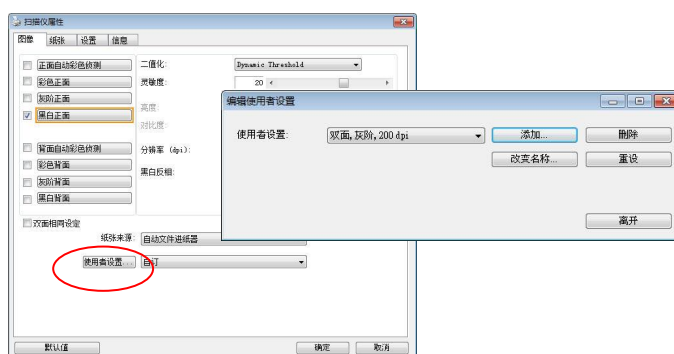 扫描仪属性
图像 纸张 设置 信息
正面自动彩色侦测
彩色正面
灰阶正面
黑白正面
背面自动彩色侦测
彩色背面
灰阶背面
黑白背面
二值化: Dynamic Threshold
灵敏度: 20
亮度:
对比度:
分辨率 (dpi):
黑白反相:
双面相同设定
纸张来源: 自动文件进纸器
使用者设置... 自订
默认值 确定 取消
编辑使用者设置
使用者设置: 双面, 灰阶, 200 dpi 添加... 删除
改变名称... 重设
离开